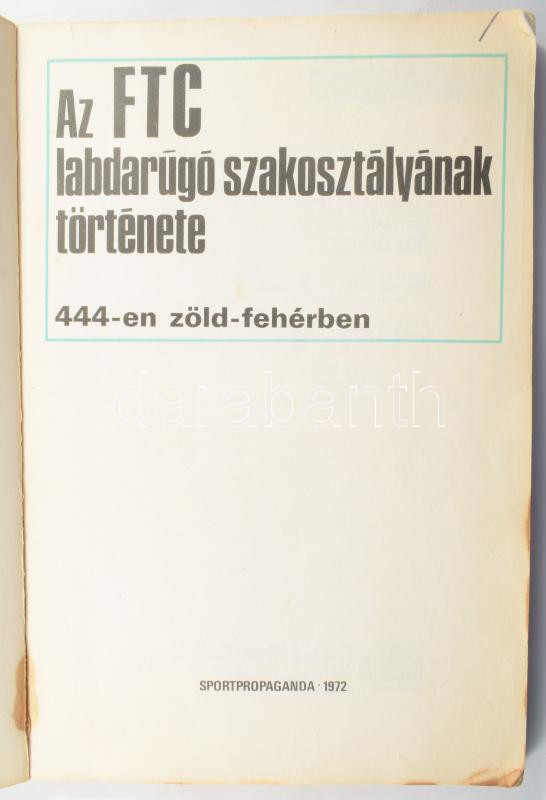 Az FTC
labdarúgó szakosztályának
története
444-en zöld-fehérben
darabanth
SPORTPROPAGANDA · 1972